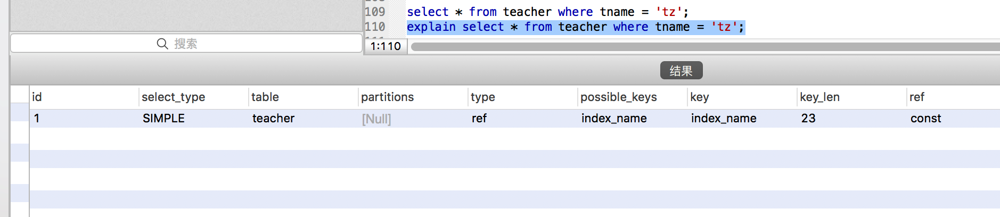 109 select * from teacher where tname = 'tz';
110 explain select * from teacher where tname = 'tz';
搜索
1:110
结果
id select_type table partitions type possible_keys key key_len ref
1 SIMPLE teacher [Null] ref index_name index_name 23 const